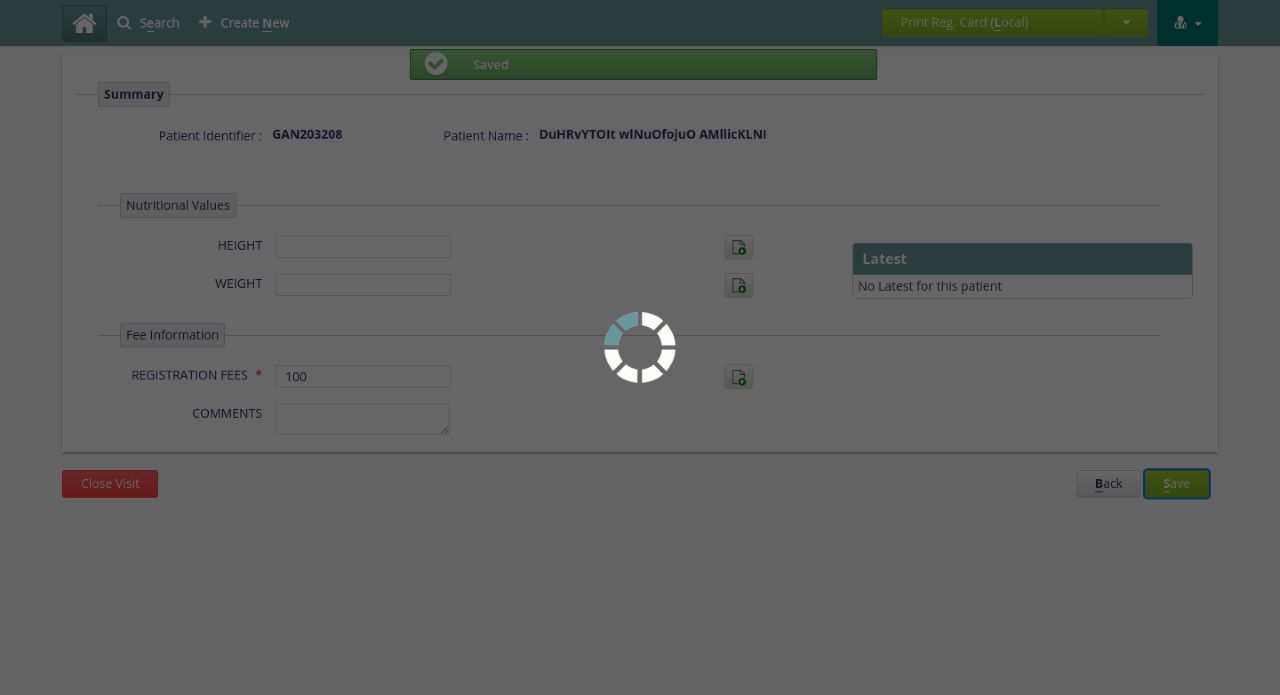 Search
Create New
Print Reg. Card (Local)
Saved
Summary
Patient Identifier : GAN203208
Patient Name : DuHRvYTOIt wlNuOfojuO AMllicKLNI
Nutritional Values
HEIGHT
WEIGHT
Latest
No Latest for this patient
Fee Information
REGISTRATION FEES * 100
COMMENTS
Close Visit
Back
Save